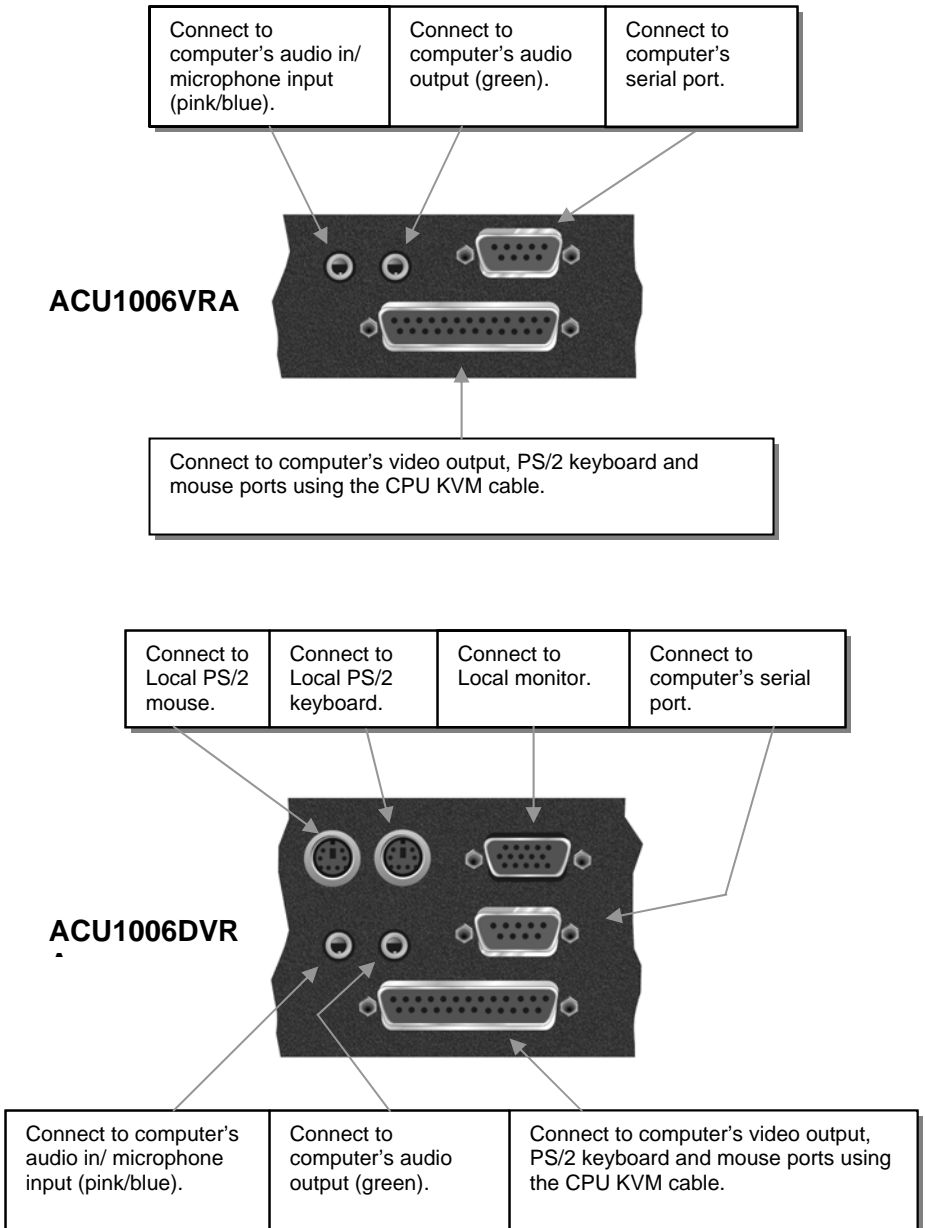 Connect to
computer's audio in/
microphone input
(pink/blue).
Connect to
computer's audio
output (green).
Connect to
computer's
serial port.
ACU1006VRA
Connect to computer's video output, PS/2 keyboard and
mouse ports using the CPU KVM cable.
Connect to
Local PS/2
mouse.
Connect to
Local PS/2
keyboard.
Connect to
Local monitor.
Connect to
computer's serial
port.
ACU1006DVR
Connect to computer's
audio in/ microphone
input (pink/blue).
Connect to
computer's audio
output (green).
Connect to computer's video output,
PS/2 keyboard and mouse ports using
the CPU KVM cable.